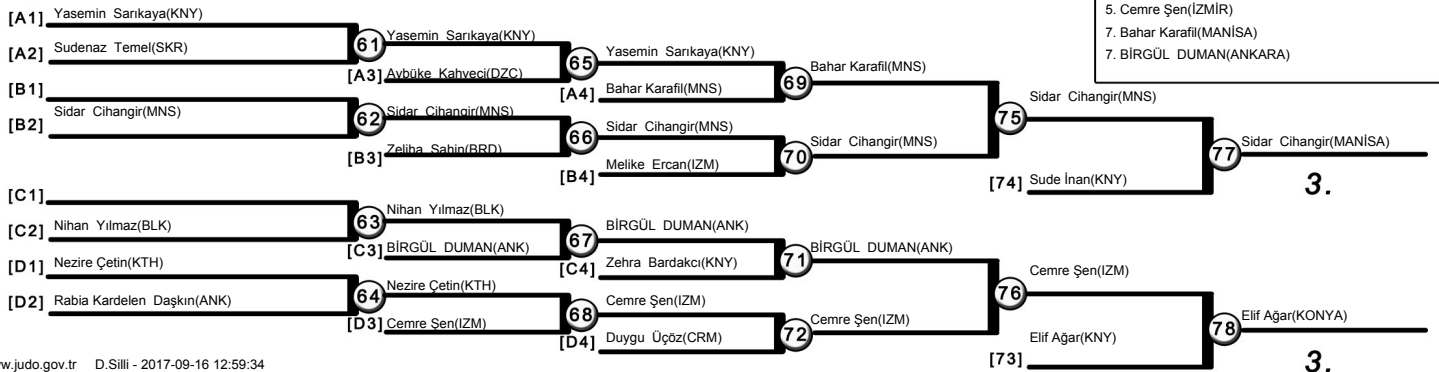 5. Cemre Şen(İZMİR)
7. Bahar Karafil(MANİSA)
7. BİRGÜL DUMAN(ANKARA)
[A1] Yasemin Sarıkaya(KNY)
[A2] Sudenaz Temel(SKR)
61 Yasemin Sarıkaya(KNY)
[A3] Aybüke Kahveci(DZC)
65 Yasemin Sarıkaya(KNY)
[A4] Bahar Karafil(MNS)
69 Bahar Karafil(MNS)
[B1]
[B2] Sidar Cihangir(MNS)
62 Sidar Cihangir(MNS)
[B3] Zeliha Şahin(BRD)
66 Sidar Cihangir(MNS)
[B4] Melike Ercan(IZM)
70 Sidar Cihangir(MNS)
75 Sidar Cihangir(MNS)
[74] Sude İnan(KNY)
77 Sidar Cihangir(MANİSA)
3.
[C1]
[C2] Nihan Yılmaz(BLK)
63 Nihan Yılmaz(BLK)
[C3] BİRGÜL DUMAN(ANK)
67 BİRGÜL DUMAN(ANK)
[C4] Zehra Bardakcı(KNY)
71 BİRGÜL DUMAN(ANK)
[D1] Nezire Çetin(KTH)
[D2] Rabia Kardelen Daşkın(ANK)
64 Nezire Çetin(KTH)
[D3] Cemre Şen(IZM)
68 Cemre Şen(IZM)
[D4] Duygu Üçöz(CRM)
72 Cemre Şen(IZM)
76 Cemre Şen(IZM)
[73] Elif Ağar(KNY)
78 Elif Ağar(KONYA)
3.
w.judo.gov.tr D.Silli - 2017-09-16 12:59:34